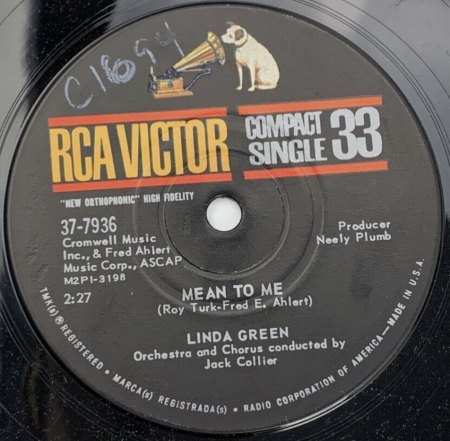 C1694
RCA VICTOR
COMPACT
SINGLE 33
"NEW ORTHOPHONIC" HIGH FIDELITY
37-7936
Cromwell Music
Inc., & Fred Ahlert
Music Corp., ASCAP
M2PI-3198
2:27
Producer
Neely Plumb
MEAN TO ME
(Roy Turk-Fred E. Ahlert)
LINDA GREEN
Orchestra and Chorus conducted by
Jack Collier
TMK(s) ® REGISTERED • MARCA(s) REGISTRADA(s) • RADIO CORPORATION OF AMERICA—MADE IN U.S.A.